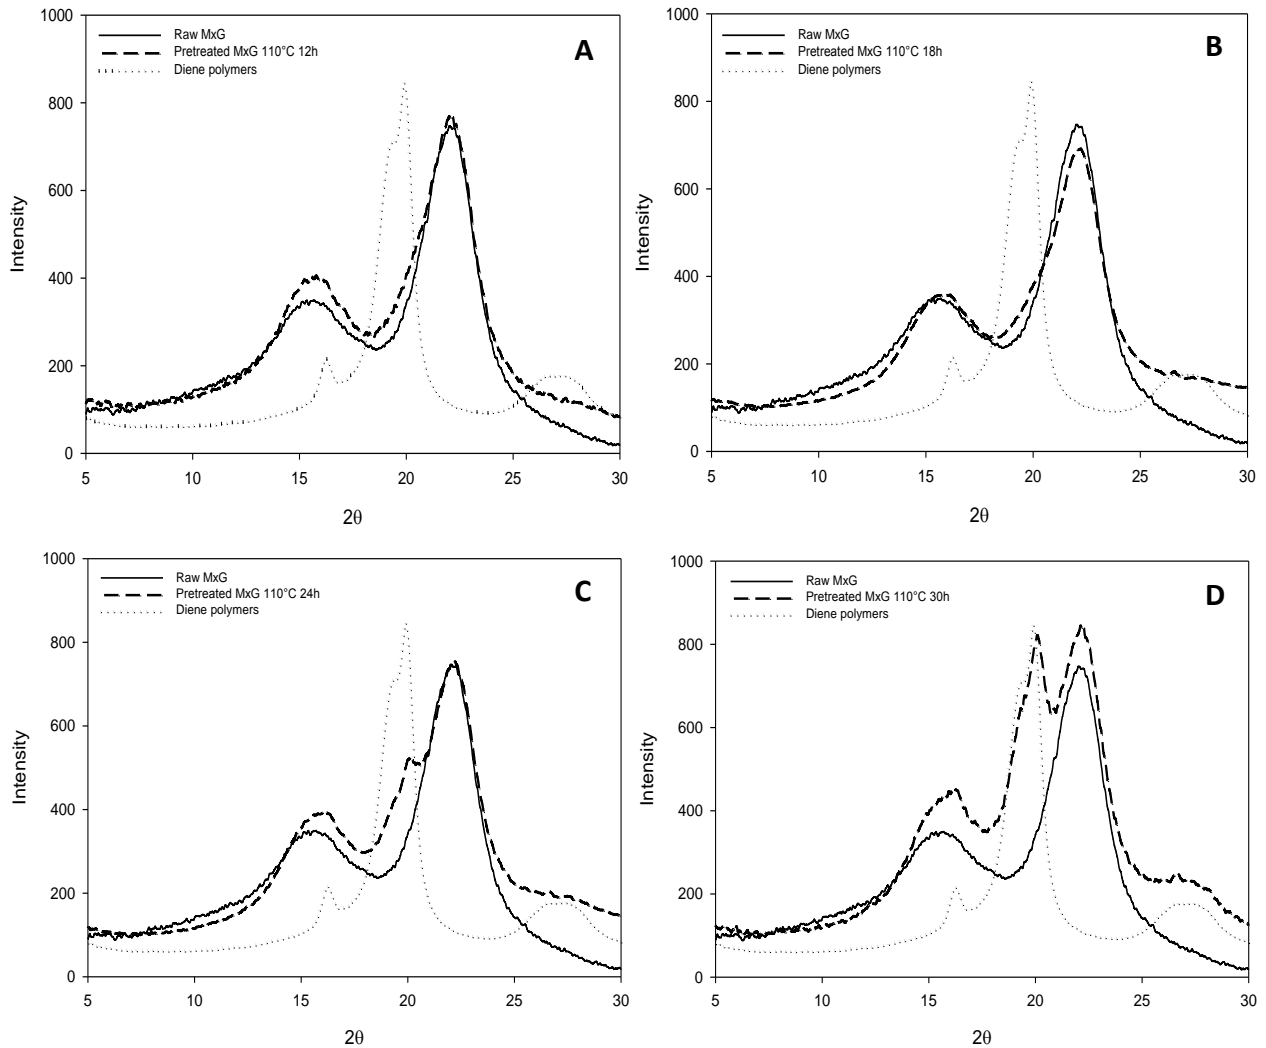 1000
800
600
400
200
0
Intensity
Raw MxG
Pretreated MxG 110°C 12h
Diene polymers
A
5 10 15 20 25 30
2θ
1000
800
600
400
200
0
Intensity
Raw MxG
Pretreated MxG 110°C 18h
Diene polymers
B
5 10 15 20 25 30
2θ
1000
800
600
400
200
0
Intensity
Raw MxG
Pretreated MxG 110°C 24h
Diene polymers
C
5 10 15 20 25 30
2θ
1000
800
600
400
200
0
Intensity
Raw MxG
Pretreated MxG 110°C 30h
Diene polymers
D
5 10 15 20 25 30
2θ